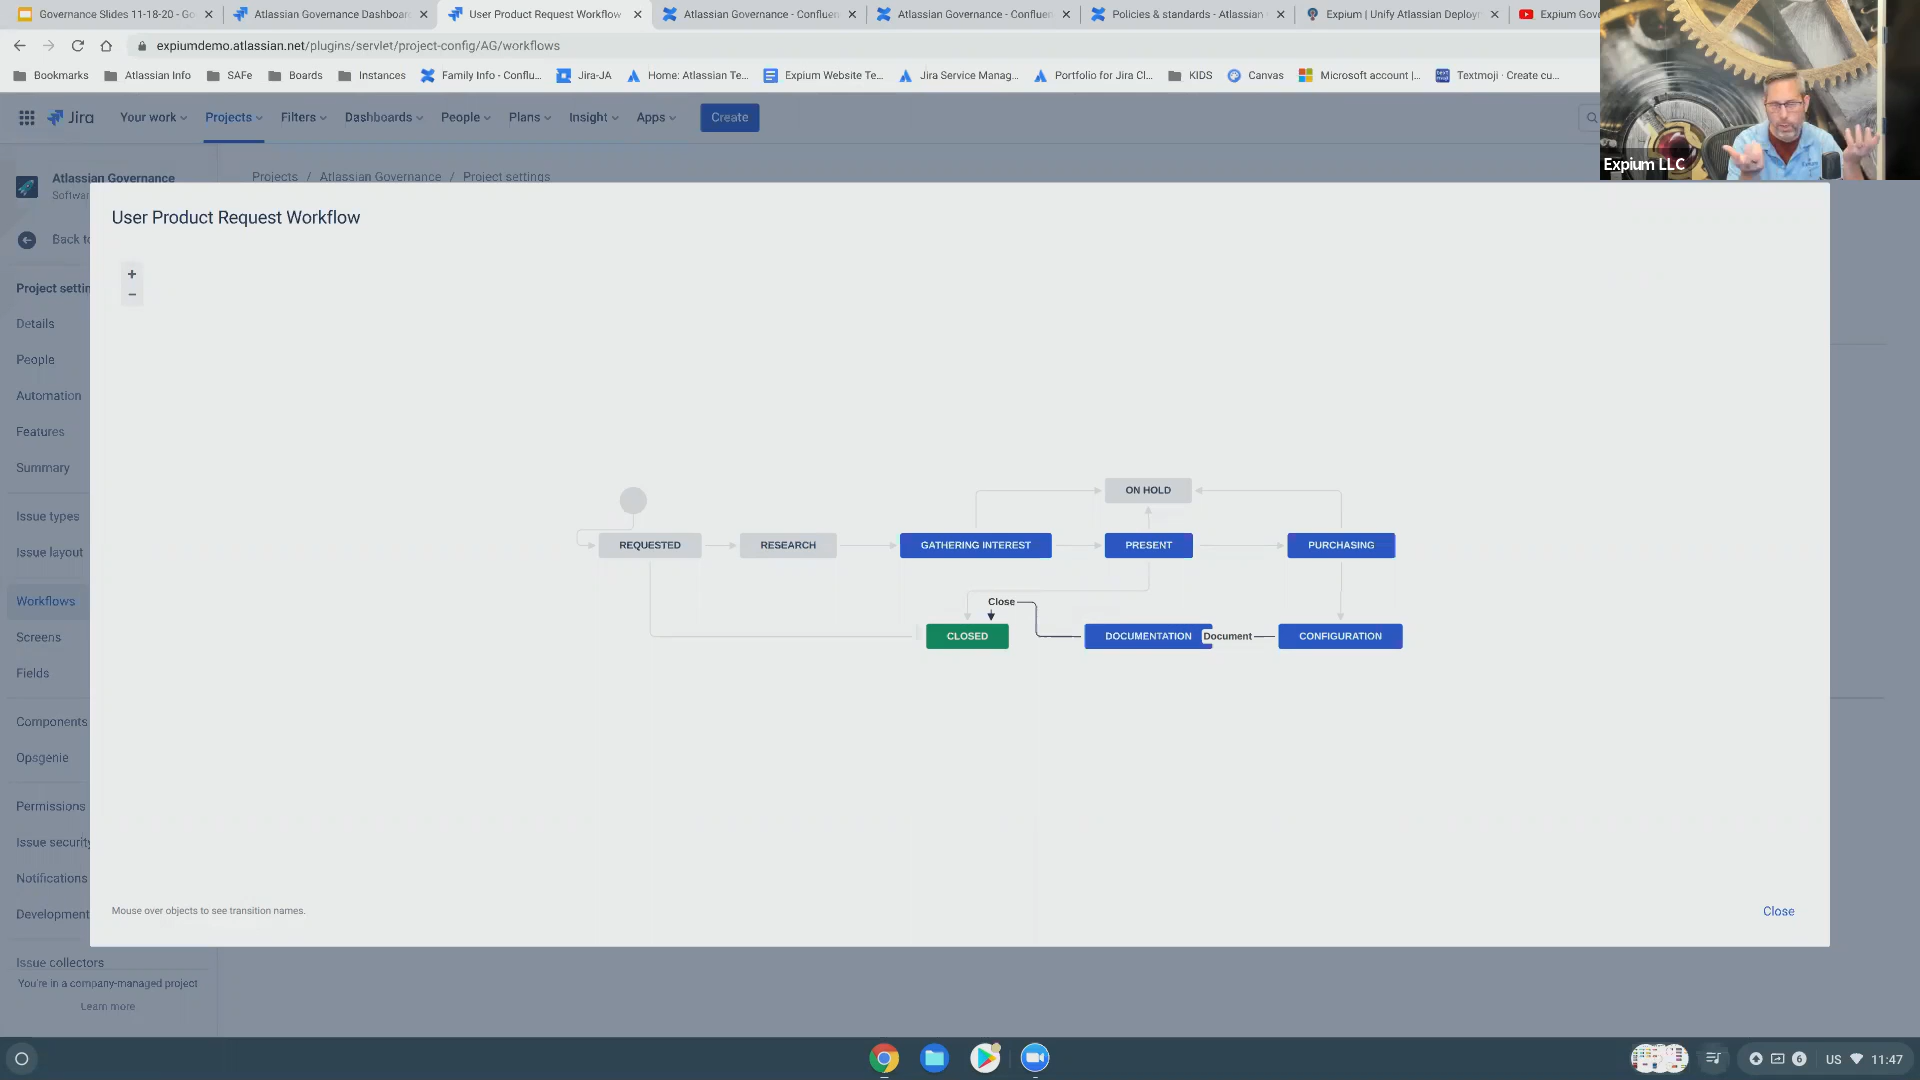 Governance Slides 11-18-20 - Go
Atlassian Governance Dashboard
User Product Request Workflow
Atlassian Governance - Confluen
Atlassian Governance - Confluen
Policies & standards - Atlassian
Expium | Unify Atlassian Deploym
Expium Gov
expiumdemo.atlassian.net/plugins/servlet/project-config/AG/workflows
Bookmarks
Atlassian Info
SAFe
Boards
Instances
Family Info - Conflu...
Jira-JA
Home: Atlassian Te...
Expium Website Te...
Jira Service Manag...
Portfolio for Jira Cl...
KIDS
Canvas
Microsoft account |...
Textmoji · Create cu...
Expium LLC
Jira
Your work
Projects
Filters
Dashboards
People
Plans
Insight
Apps
Create
Atlassian Governance
Softwar
Projects / Atlassian Governance / Project settings
Back to
Project settin
Details
People
Automation
Features
Summary
Issue types
Issue layout
Workflows
Screens
Fields
Components
Opsgenie
Permissions
Issue security
Notifications
Development
Issue collectors
You're in a company-managed project
Learn more
User Product Request Workflow
+
−
ON HOLD
REQUESTED
RESEARCH
GATHERING INTEREST
PRESENT
PURCHASING
Close
CLOSED
DOCUMENTATION
Document
CONFIGURATION
Mouse over objects to see transition names.
Close
6
US
11:47